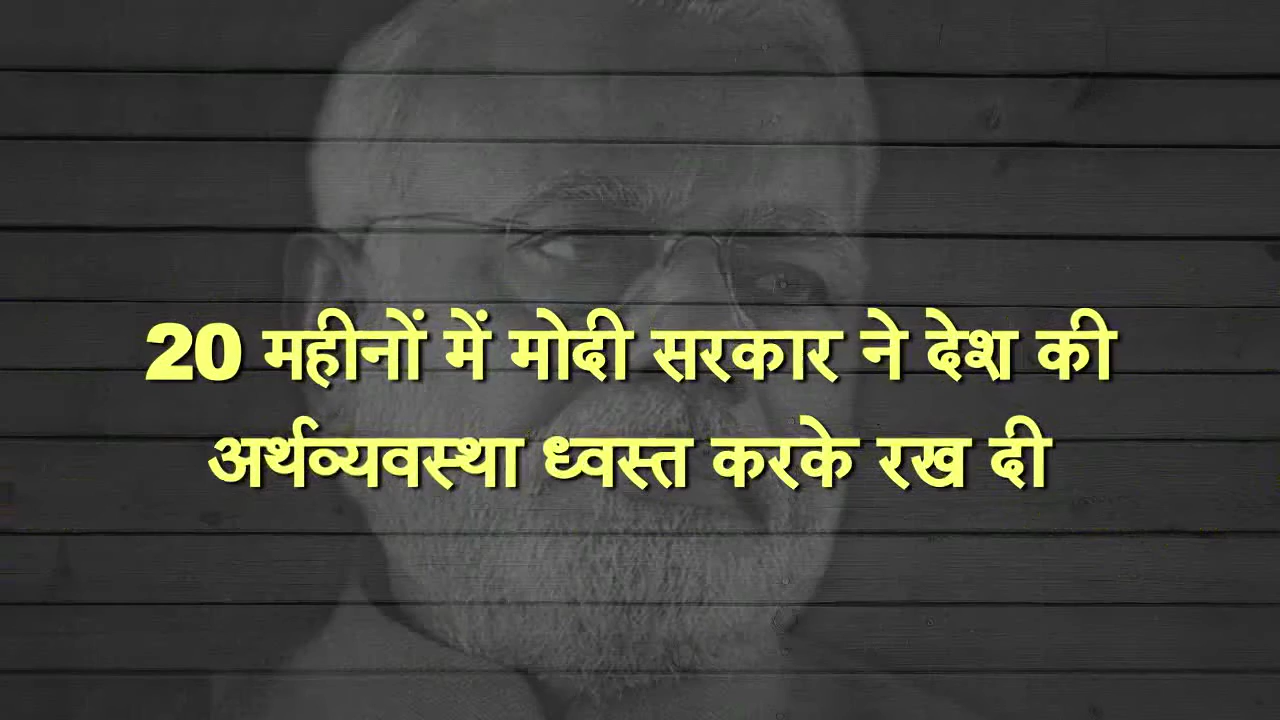 20 महीनों में मोदी सरकार ने देश की
अर्थव्यवस्था ध्वस्त करके रख दी